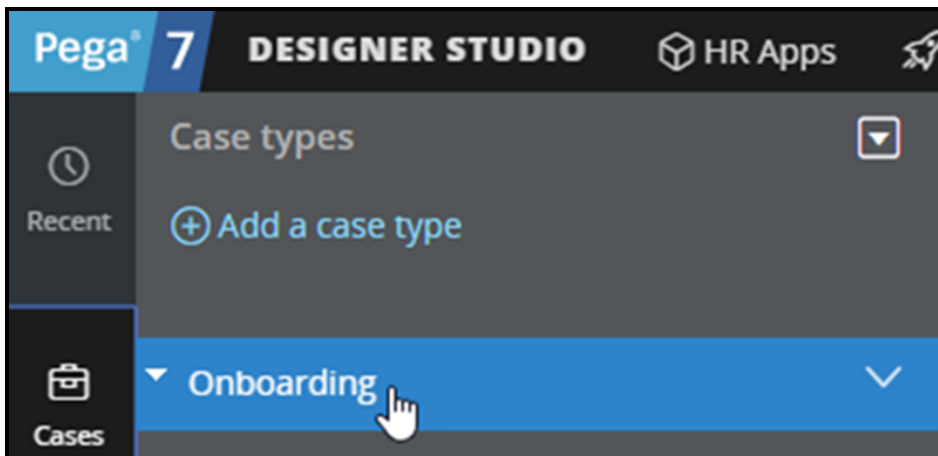 Pega® 7 DESIGNER STUDIO HR Apps
Case types
Recent
Add a case type
Onboarding
Cases